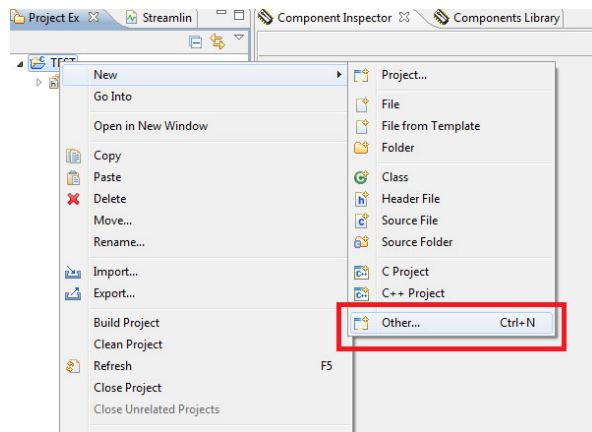 Project Ex
Streamlin
Component Inspector
Components Library
TEST
New
Go Into
Open in New Window
Copy
Paste
Delete
Move...
Rename...
Import...
Export...
Build Project
Clean Project
Refresh F5
Close Project
Close Unrelated Projects
Project...
File
File from Template
Folder
Class
Header File
Source File
Source Folder
C Project
C++ Project
Other... Ctrl+N